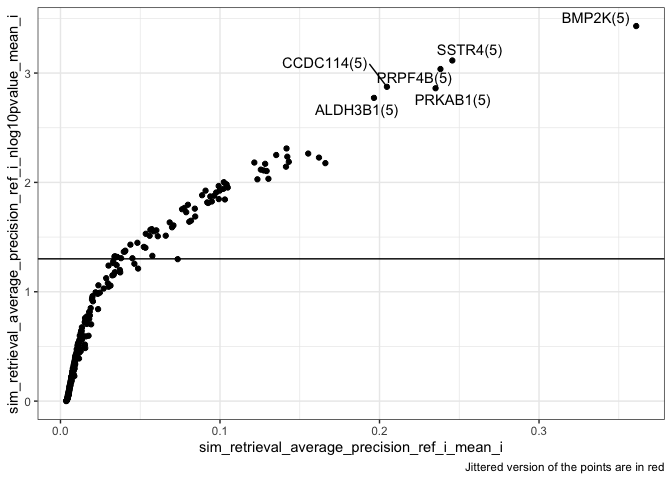 sim_retrieval_average_precision_ref_i_nlog10pvalue_mean_i
3
2
1
0
BMP2K(5)
SSTR4(5)
CCDC114(5)
PRPF4B(5)
PRKAB1(5)
ALDH3B1(5)
0.0
0.1
0.2
0.3
sim_retrieval_average_precision_ref_i_mean_i
Jittered version of the points are in red